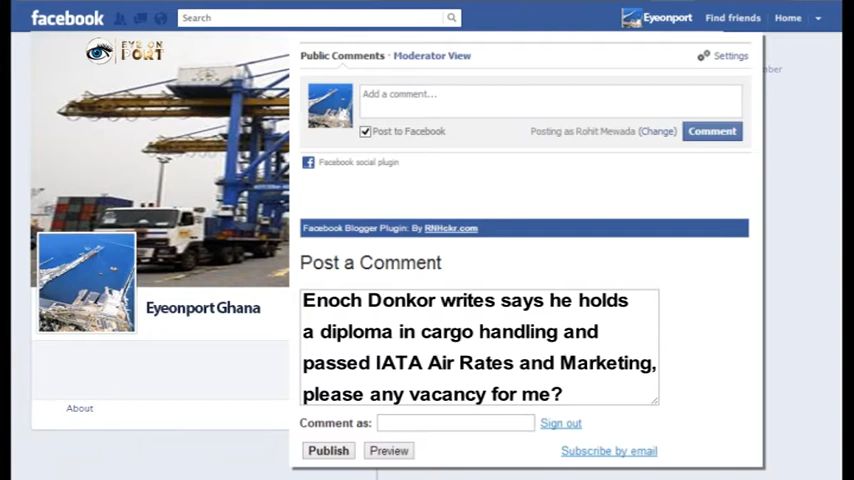 facebook
Search
Eyeonport
Find friends
Home
EYE ON
PORT
Public Comments · Moderator View
Settings
Add a comment...
Post to Facebook
Posting as Rohit Mewada (Change)
Comment
Facebook social plugin
Facebook Blogger Plugin: By RNHckr.com
Post a Comment
Enoch Donkor writes says he holds
a diploma in cargo handling and
passed IATA Air Rates and Marketing,
please any vacancy for me?
Eyeonport Ghana
About
Comment as:
Sign out
Publish
Preview
Subscribe by email